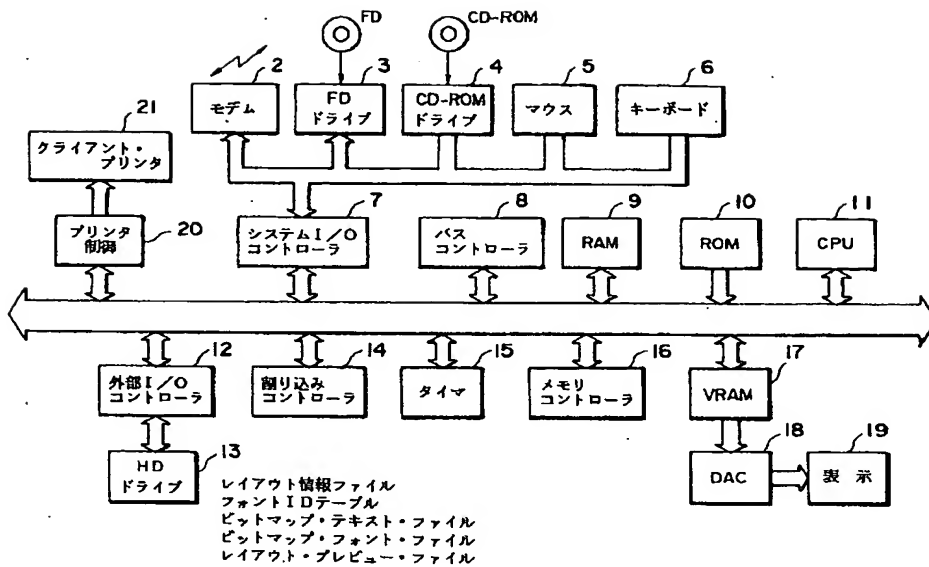 FD
CD-ROM
2
3
4
5
6
モデム
FD
ドライブ
CD-ROM
ドライブ
マウス
キーボード
21
クライアント・
プリンタ
プリンタ
制御
20
7
システムI/O
コントローラ
8
バス
コントローラ
9
RAM
10
ROM
11
CPU
12
外部I/O
コントローラ
14
割り込み
コントローラ
15
タイマ
16
メモリ
コントローラ
17
VRAM
13
HD
ドライブ
18
DAC
19
表示
レイアウト情報ファイル
フォントIDテーブル
ビットマップ・テキスト・ファイル
ビットマップ・フォント・ファイル
レイアウト・プレビュー・ファイル